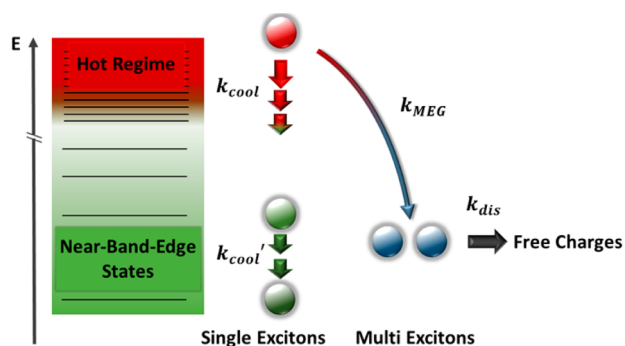 E
Hot Regime
k_cool
k_MEG
k_dis
Free Charges
Near-Band-Edge
States
k_cool'
Single Excitons
Multi Excitons